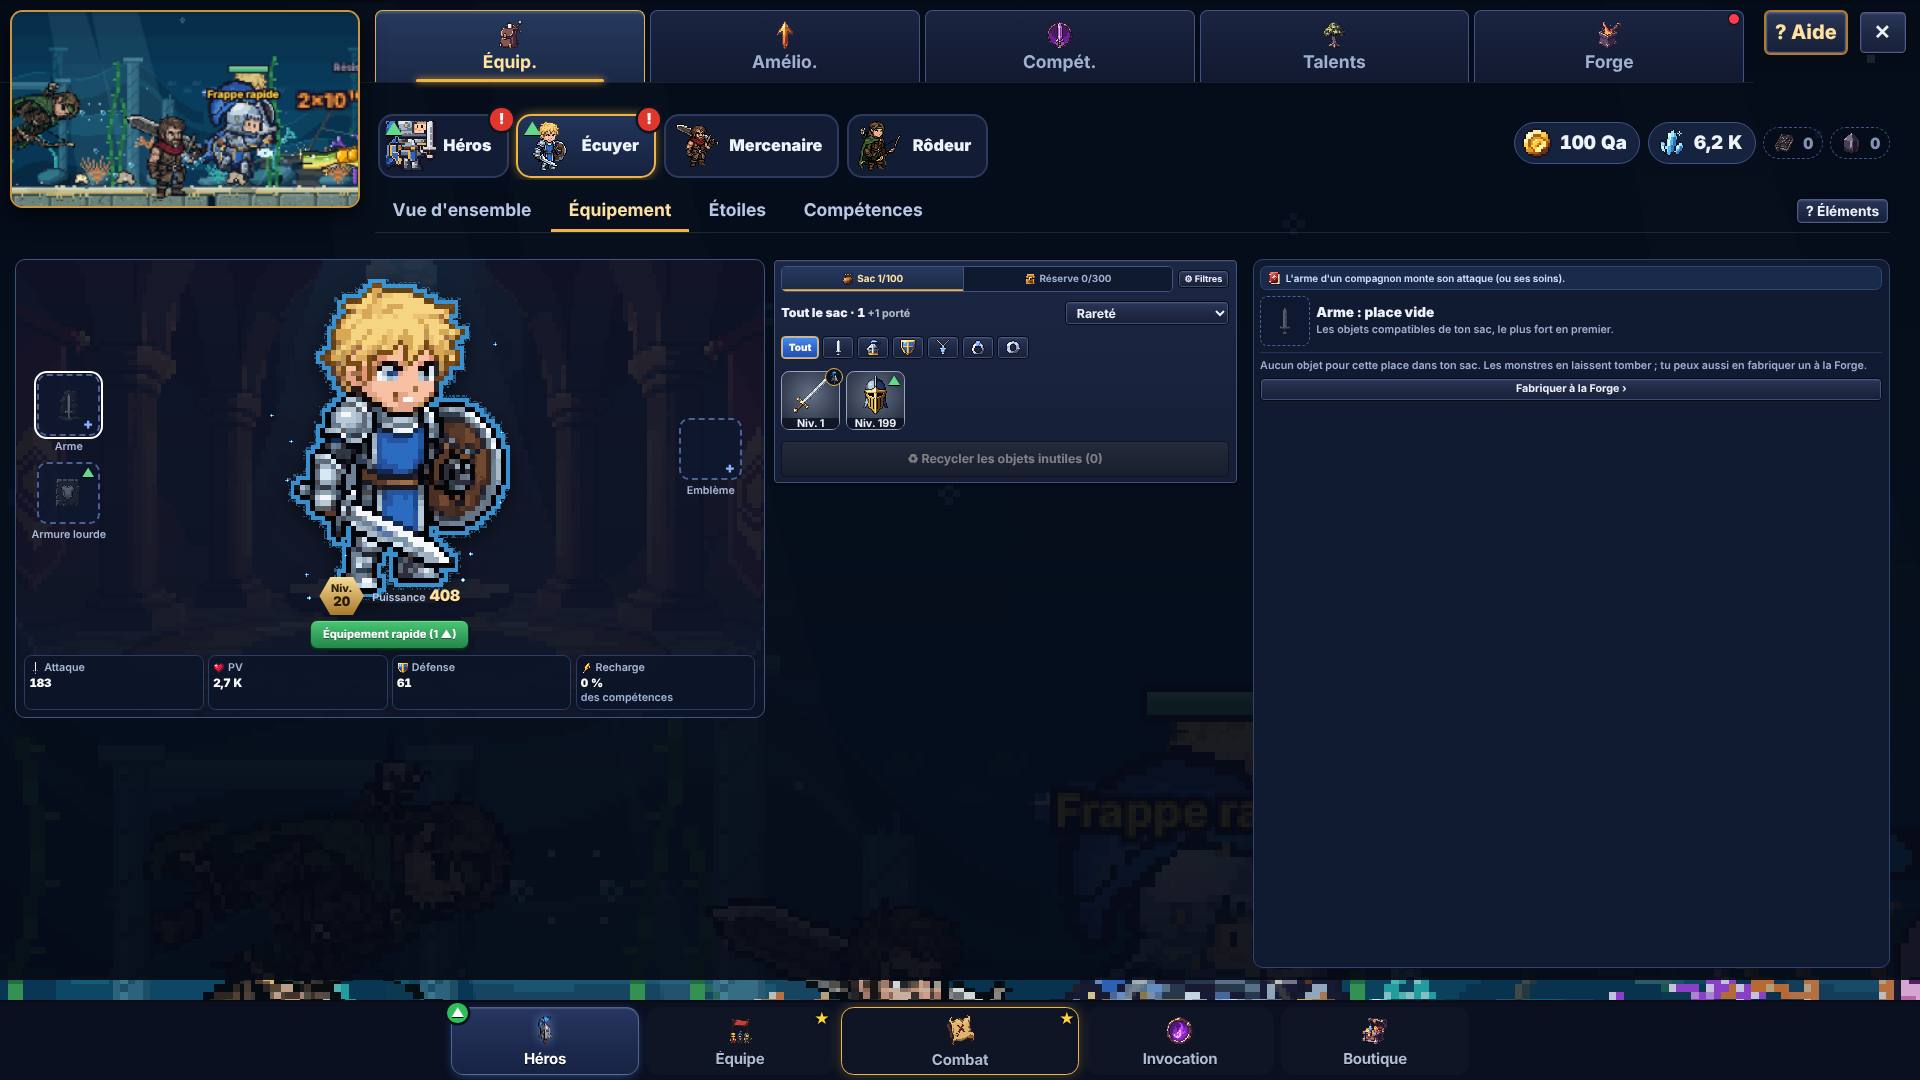 Équip.
Amélio.
Compét.
Talents
Forge
? Aide
✕
Frappe rapide
2×10
Héros
!
Écuyer
!
Mercenaire
Rôdeur
100 Qa
6,2 K
0
0
Vue d'ensemble
Équipement
Étoiles
Compétences
? Éléments
Sac 1/100
Réserve 0/300
Filtres
Tout le sac · 1 +1 porté
Rareté
Tout
Niv. 1
Niv. 199
Recycler les objets inutiles (0)
Arme
Armure lourde
Emblème
Niv. 20
Puissance 408
Équipement rapide (1 ▲)
Attaque
183
PV
2,7 K
Défense
61
Recharge
0 %
des compétences
L'arme d'un compagnon monte son attaque (ou ses soins).
Arme : place vide
Les objets compatibles de ton sac, le plus fort en premier.
Aucun objet pour cette place dans ton sac. Les monstres en laissent tomber ; tu peux aussi en fabriquer un à la Forge.
Fabriquer à la Forge ›
Frappe ra
Héros
Équipe
Combat
Invocation
Boutique